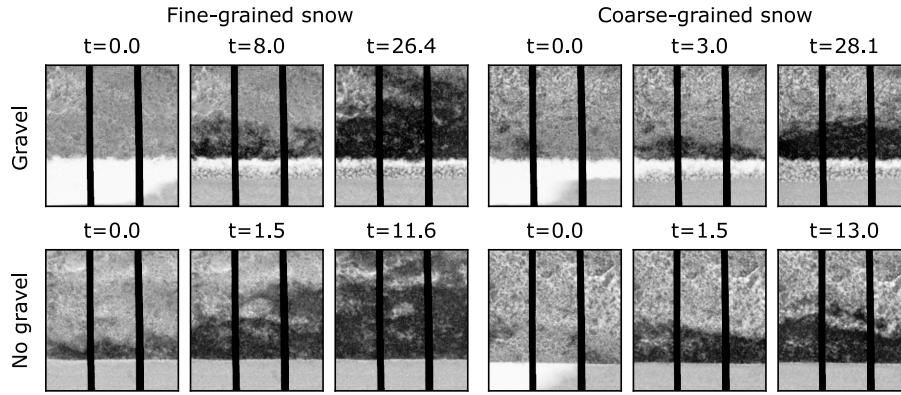 Fine-grained snow Coarse-grained snow
t=0.0 t=8.0 t=26.4 t=0.0 t=3.0 t=28.1
Gravel
t=0.0 t=1.5 t=11.6 t=0.0 t=1.5 t=13.0
No gravel